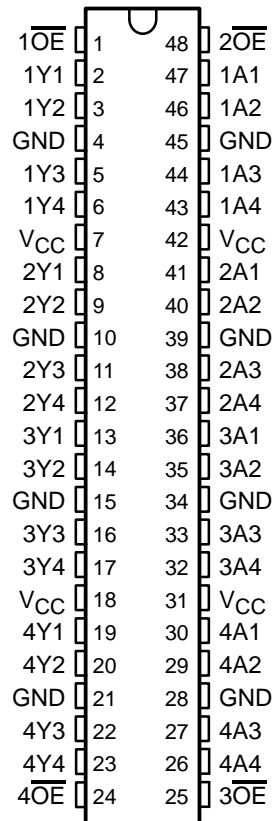 1O̅E̅ 1 48 2O̅E̅
1Y1 2 47 1A1
1Y2 3 46 1A2
GND 4 45 GND
1Y3 5 44 1A3
1Y4 6 43 1A4
VCC 7 42 VCC
2Y1 8 41 2A1
2Y2 9 40 2A2
GND 10 39 GND
2Y3 11 38 2A3
2Y4 12 37 2A4
3Y1 13 36 3A1
3Y2 14 35 3A2
GND 15 34 GND
3Y3 16 33 3A3
3Y4 17 32 3A4
VCC 18 31 VCC
4Y1 19 30 4A1
4Y2 20 29 4A2
GND 21 28 GND
4Y3 22 27 4A3
4Y4 23 26 4A4
4O̅E̅ 24 25 3O̅E̅